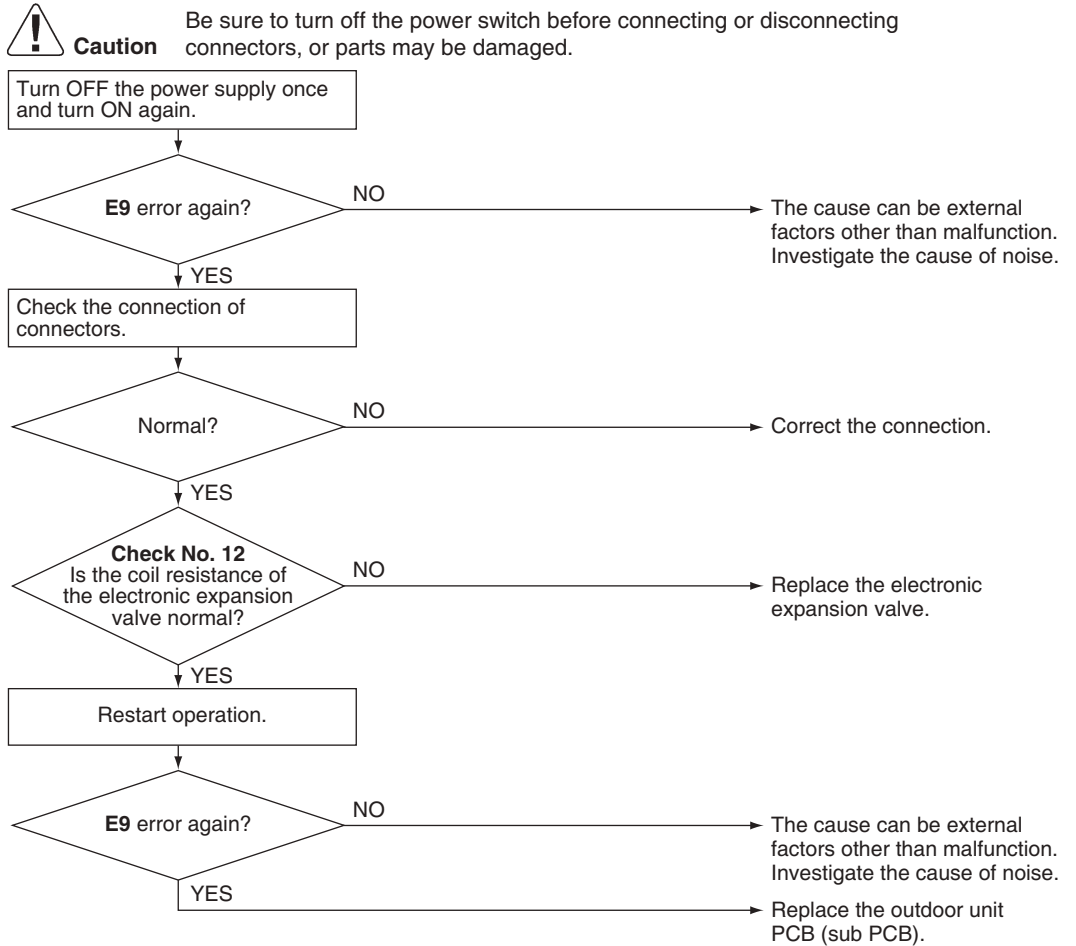 Be sure to turn off the power switch before connecting or disconnecting
Caution connectors, or parts may be damaged.
Turn OFF the power supply once
and turn ON again.
E9 error again?
NO
The cause can be external
factors other than malfunction.
Investigate the cause of noise.
YES
Check the connection of
connectors.
Normal?
NO
Correct the connection.
YES
Check No. 12
Is the coil resistance of
the electronic expansion
valve normal?
NO
Replace the electronic
expansion valve.
YES
Restart operation.
E9 error again?
NO
The cause can be external
factors other than malfunction.
Investigate the cause of noise.
YES
Replace the outdoor unit
PCB (sub PCB).